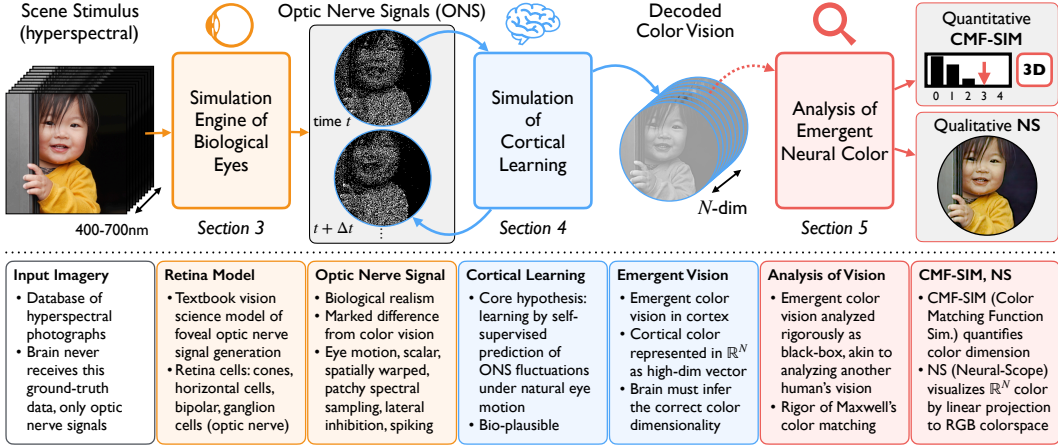 Scene Stimulus
(hyperspectral)
400-700nm
Simulation
Engine of
Biological
Eyes
Section 3
Optic Nerve Signals (ONS)
time t
t + Δt
⋮
Simulation
of
Cortical
Learning
Section 4
Decoded
Color Vision
N-dim
Analysis of
Emergent
Neural Color
Section 5
Quantitative
CMF-SIM
0 1 2 3 4
3D
Qualitative NS
Input Imagery
• Database of
hyperspectral
photographs
• Brain never
receives this
ground-truth
data, only optic
nerve signals
Retina Model
• Textbook vision
science model of
foveal optic nerve
signal generation
• Retina cells: cones,
horizontal cells,
bipolar, ganglion
cells (optic nerve)
Optic Nerve Signal
• Biological realism
• Marked difference
from color vision
• Eye motion, scalar,
spatially warped,
patchy spectral
sampling, lateral
inhibition, spiking
Cortical Learning
• Core hypothesis:
learning by self-
supervised
prediction of
ONS fluctuations
under natural eye
motion
• Bio-plausible
Emergent Vision
• Emergent color
vision in cortex
• Cortical color
represented in ℝᴺ
as high-dim vector
• Brain must infer
the correct color
dimensionality
Analysis of Vision
• Emergent color
vision analyzed
rigorously as
black-box, akin to
analyzing another
human's vision
• Rigor of Maxwell's
color matching
CMF-SIM, NS
• CMF-SIM (Color
Matching Function
Sim.) quantifies
color dimension
• NS (Neural-Scope)
visualizes ℝᴺ color
by linear projection
to RGB colorspace